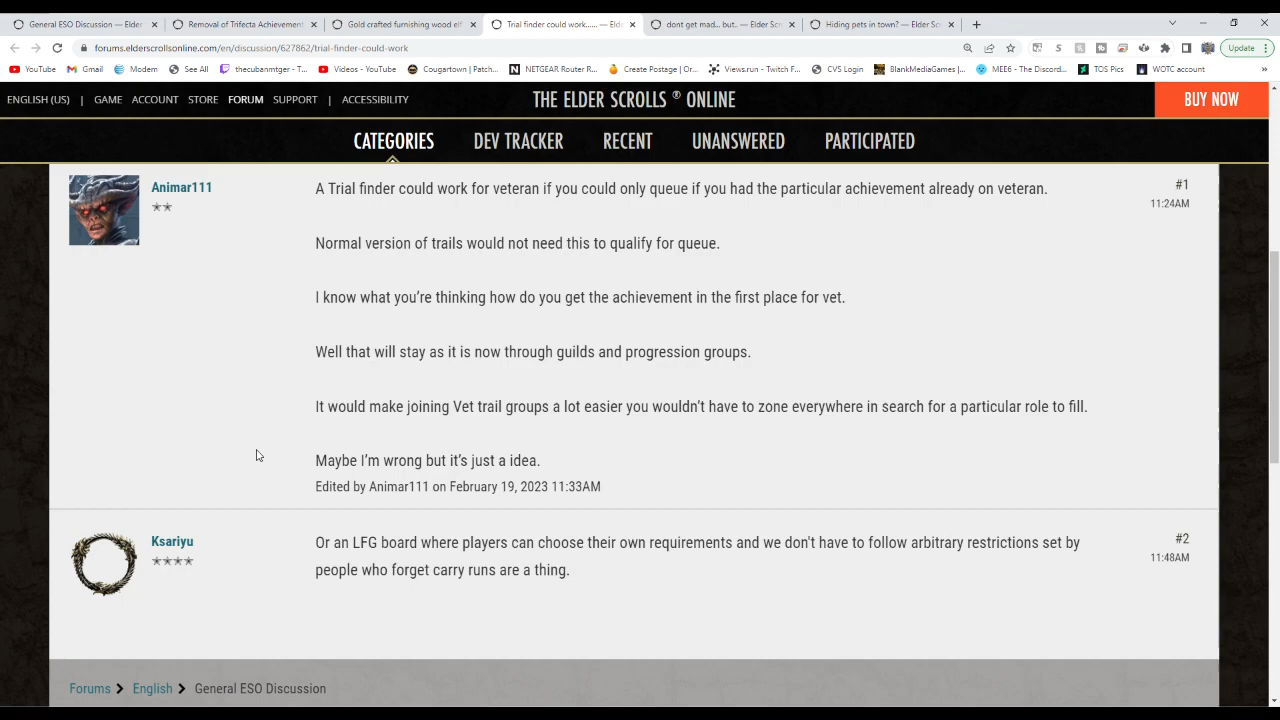 General ESO Discussion — Elder
Removal of Trifecta Achievement
Gold crafted furnishing wood elf
Trial finder could work...... — Eld
dont get mad... but.. — Elder Scr
Hiding pets in town? — Elder Sc
forums.elderscrollsonline.com/en/discussion/627862/trial-finder-could-work
Update
YouTube
Gmail
Modem
See All
thecubanmtger - T...
Videos - YouTube
Cougartown | Patch...
NETGEAR Router R...
Create Postage | Or...
Views.run - Twitch F...
CVS Login
BlankMediaGames |...
MEE6 - The Discord...
TOS Pics
WOTC account
»
ENGLISH (US) | GAME ACCOUNT STORE FORUM SUPPORT | ACCESSIBILITY
THE ELDER SCROLLS ® ONLINE
BUY NOW
CATEGORIES DEV TRACKER RECENT UNANSWERED PARTICIPATED
Animar111
A Trial finder could work for veteran if you could only queue if you had the particular achievement already on veteran.
#1
11:24AM
Normal version of trails would not need this to qualify for queue.
I know what you're thinking how do you get the achievement in the first place for vet.
Well that will stay as it is now through guilds and progression groups.
It would make joining Vet trail groups a lot easier you wouldn't have to zone everywhere in search for a particular role to fill.
Maybe I'm wrong but it's just a idea.
Edited by Animar111 on February 19, 2023 11:33AM
Ksariyu
Or an LFG board where players can choose their own requirements and we don't have to follow arbitrary restrictions set by
people who forget carry runs are a thing.
#2
11:48AM
Forums > English > General ESO Discussion